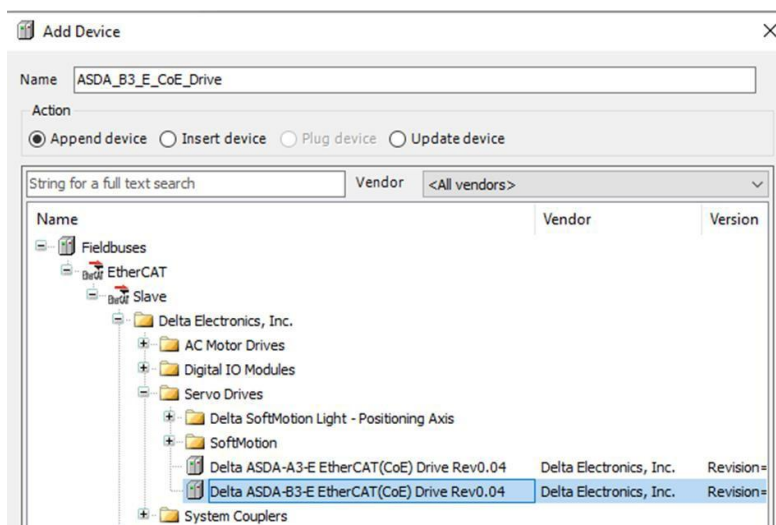 Add Device
Name ASDA_B3_E_CoE_Drive
Action
Append device Insert device Plug device Update device
String for a full text search Vendor <All vendors>
Name Vendor Version
Fieldbuses
EtherCAT
Slave
Delta Electronics, Inc.
AC Motor Drives
Digital IO Modules
Servo Drives
Delta SoftMotion Light - Positioning Axis
SoftMotion
Delta ASDA-A3-E EtherCAT(CoE) Drive Rev0.04 Delta Electronics, Inc. Revision=
Delta ASDA-B3-E EtherCAT(CoE) Drive Rev0.04 Delta Electronics, Inc. Revision=
System Couplers